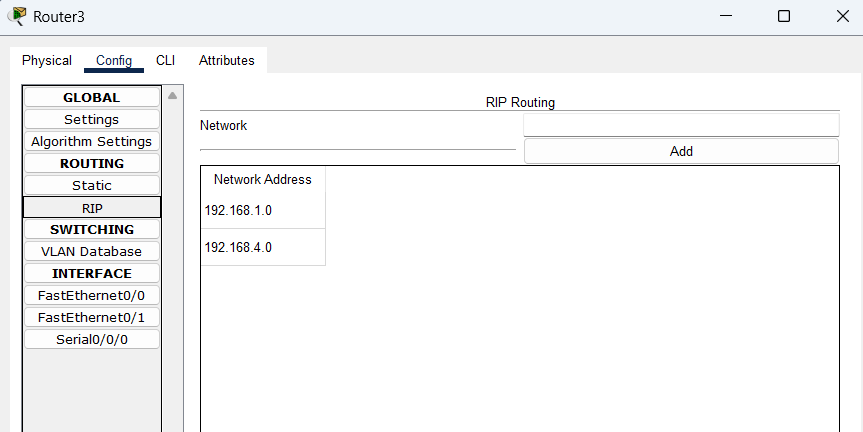 Router3
Physical Config CLI Attributes
GLOBAL
Settings
Algorithm Settings
ROUTING
Static
RIP
SWITCHING
VLAN Database
INTERFACE
FastEthernet0/0
FastEthernet0/1
Serial0/0/0
RIP Routing
Network
Add
Network Address
192.168.1.0
192.168.4.0